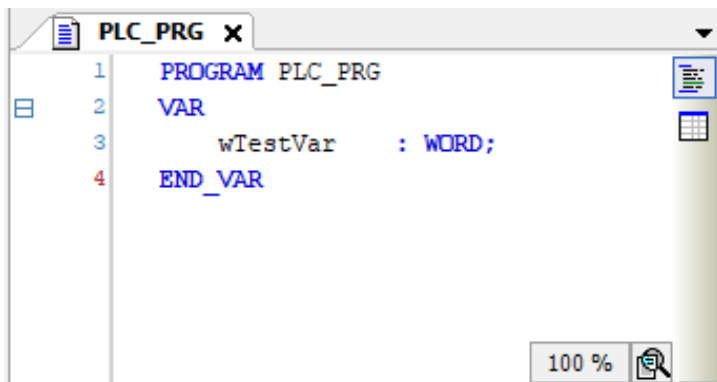 PLC_PRG
1 PROGRAM PLC_PRG
2 VAR
3 wTestVar : WORD;
4 END_VAR
100 %